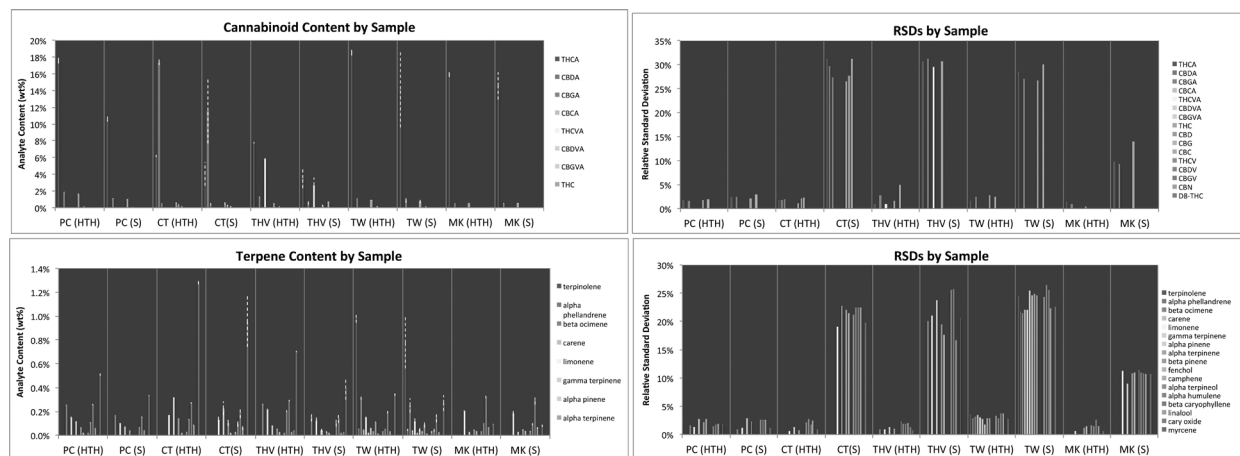 Cannabinoid Content by Sample
Analyte Content (wt%)
20%
18%
16%
14%
12%
10%
8%
6%
4%
2%
0%
PC (HTH) PC (S) CT (HTH) CT(S) THV (HTH) THV (S) TW (HTH) TW (S) MK (HTH) MK (S)
THCA
CBDA
CBGA
CBCA
THCVA
CBDVA
CBGVA
THC
RSDs by Sample
Relative Standard Deviation
35%
30%
25%
20%
15%
10%
5%
0%
PC (HTH) PC (S) CT (HTH) CT(S) THV (HTH) THV (S) TW (HTH) TW (S) MK (HTH) MK (S)
THCA
CBDA
CBGA
CBCA
THCVA
CBDVA
CBGVA
THC
CBD
CBG
CBC
THCV
CBDV
CBGV
CBN
D8-THC
Terpene Content by Sample
Analyte Content (wt%)
1.4%
1.2%
1.0%
0.8%
0.6%
0.4%
0.2%
0.0%
PC (HTH) PC (S) CT (HTH) CT(S) THV (HTH) THV (S) TW (HTH) TW (S) MK (HTH) MK (S)
terpinolene
alpha
phellandrene
beta ocimene
carene
limonene
gamma terpinene
alpha pinene
alpha terpinene
RSDs by Sample
Relative Standard Deviation
30%
25%
20%
15%
10%
5%
0%
PC (HTH) PC (S) CT (HTH) CT(S) THV (HTH) THV (S) TW (HTH) TW (S) MK (HTH) MK (S)
terpinolene
alpha phellandrene
beta ocimene
carene
limonene
gamma terpinene
alpha pinene
alpha terpinene
beta pinene
fenchol
camphene
alpha terpineol
alpha humulene
beta caryophyllene
linalool
cary oxide
myrcene